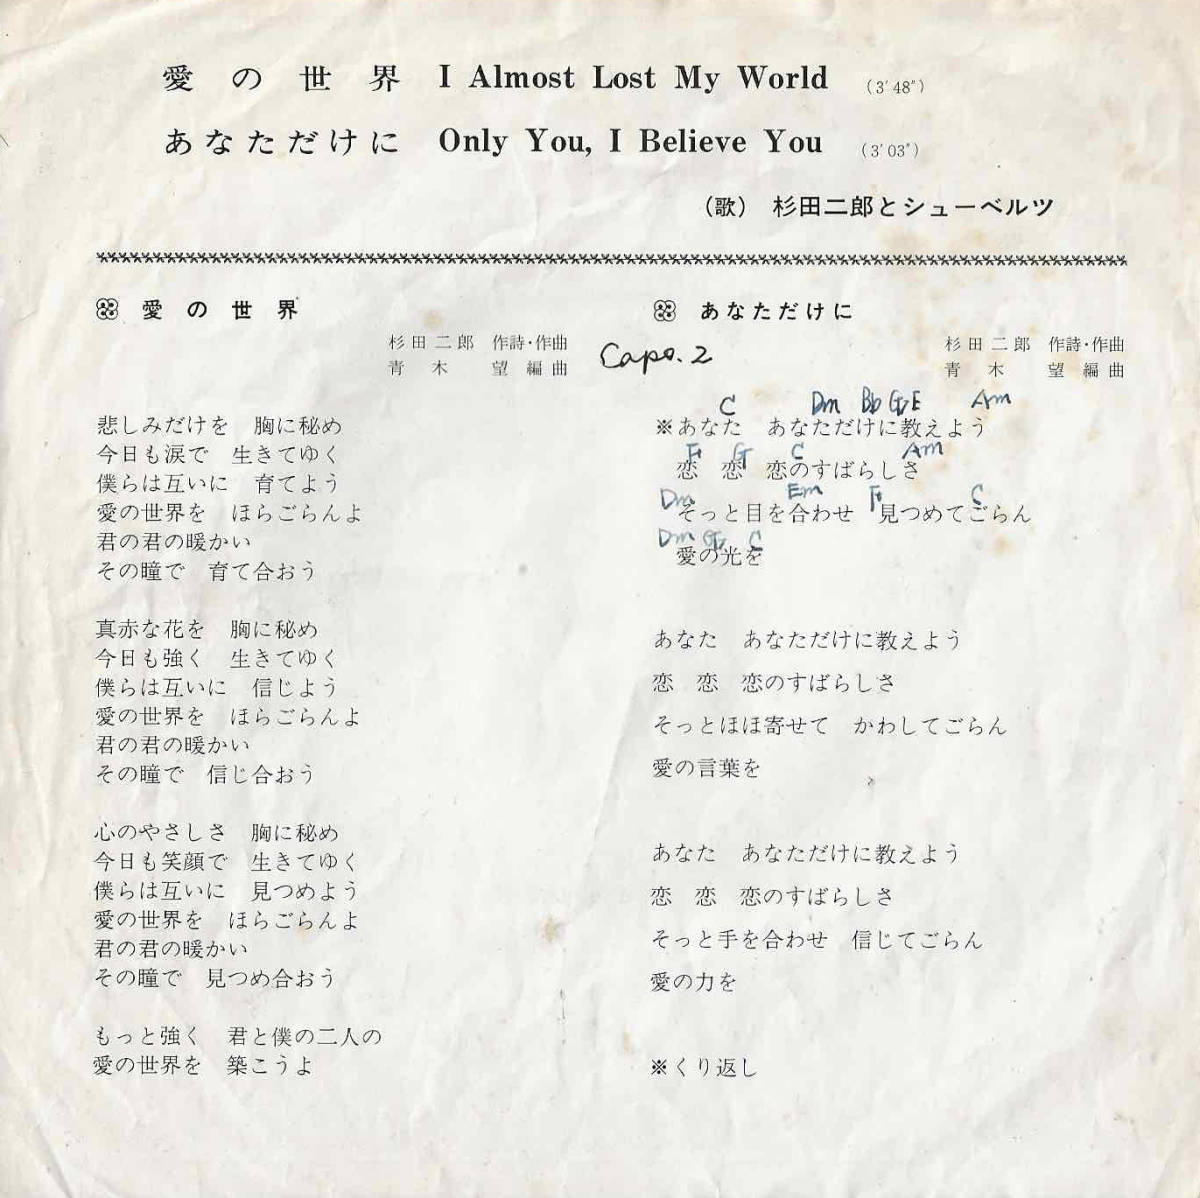 愛の世界 I Almost Lost My World (3′48″)
あなただけに Only You, I Believe You (3′03″)
(歌) 杉田二郎とシューベルツ
愛の世界
杉田二郎 作詩・作曲
青木 望 編曲
悲しみだけを 胸に秘め
今日も涙で 生きてゆく
僕らは互いに 育てよう
愛の世界を ほらごらんよ
君の君の暖かい
その瞳で 育て合おう
真赤な花を 胸に秘め
今日も強く 生きてゆく
僕らは互いに 信じよう
愛の世界を ほらごらんよ
君の君の暖かい
その瞳で 信じ合おう
心のやさしさ 胸に秘め
今日も笑顔で 生きてゆく
僕らは互いに 見つめよう
愛の世界を ほらごらんよ
君の君の暖かい
その瞳で 見つめ合おう
もっと強く 君と僕の二人の
愛の世界を 築こうよ
あなただけに
杉田二郎 作詩・作曲
青木 望 編曲
Capo. 2
C Dm Bb G E Am
※あなた あなただけに教えよう
F G C Am
恋 恋 恋のすばらしさ
Dm Em F C
そっと目を合わせ 見つめてごらん
Dm G C
愛の光を
あなた あなただけに教えよう
恋 恋 恋のすばらしさ
そっとほほ寄せて かわしてごらん
愛の言葉を
あなた あなただけに教えよう
恋 恋 恋のすばらしさ
そっと手を合わせ 信じてごらん
愛の力を
※くり返し